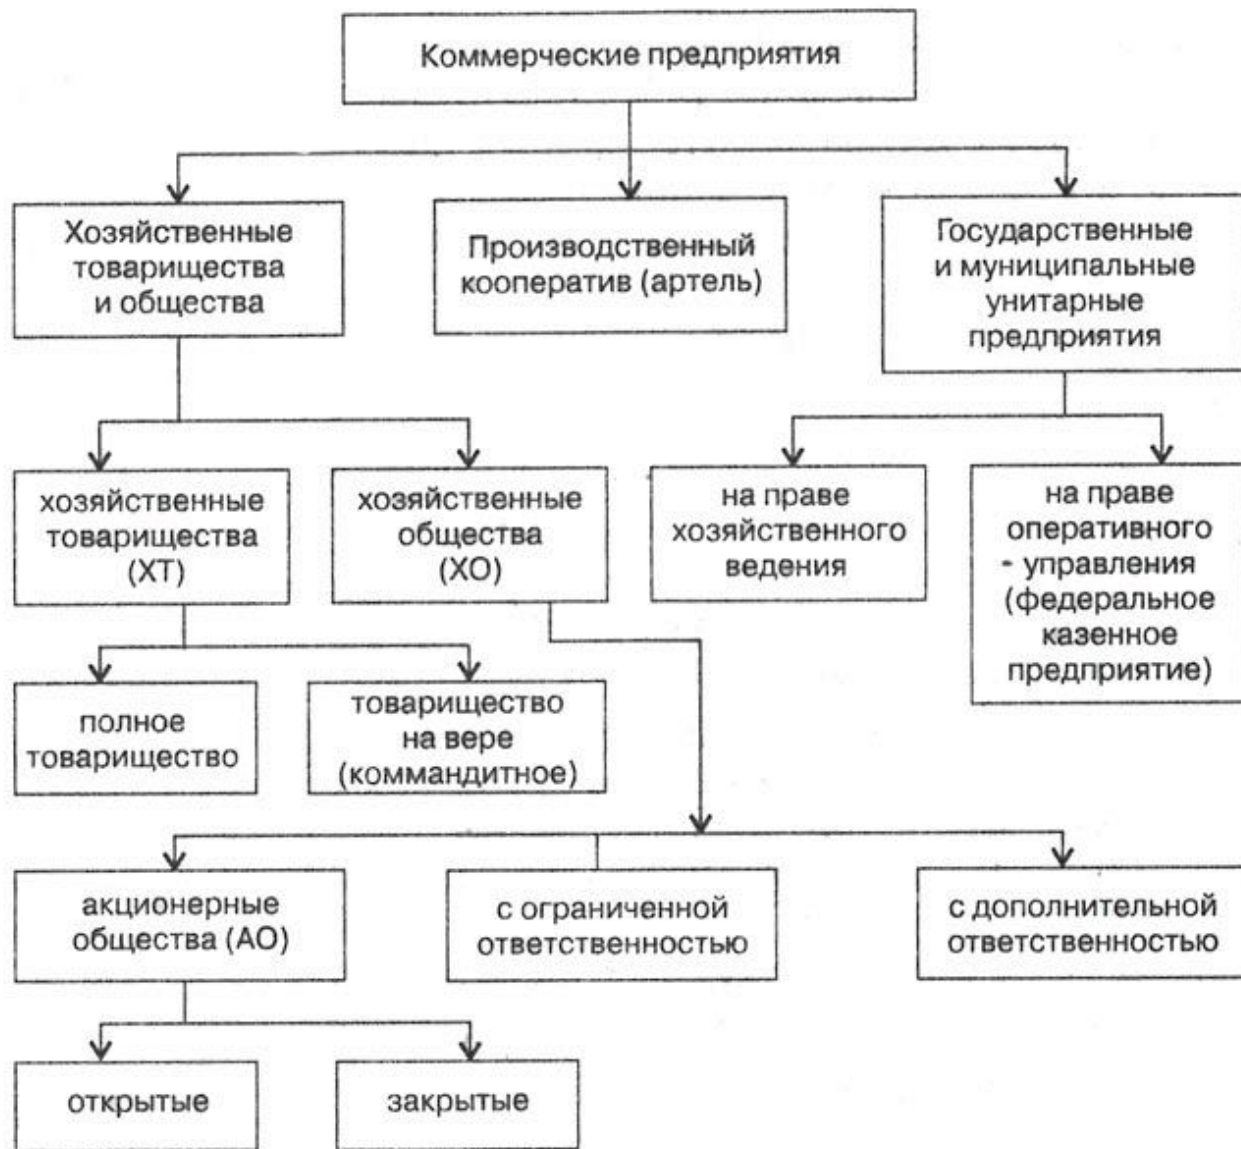 Коммерческие предприятия
Хозяйственные
товарищества
и общества
Производственный
кооператив (артель)
Государственные
и муниципальные
унитарные
предприятия
хозяйственные
товарищества
(ХТ)
хозяйственные
общества
(ХО)
на праве
хозяйственного
ведения
на праве
оперативного
- управления
(федеральное
казенное
предприятие)
полное
товарищество
товарищество
на вере
(коммандитное)
акционерные
общества (АО)
с ограниченной
ответственностью
с дополнительной
ответственностью
открытые
закрытые